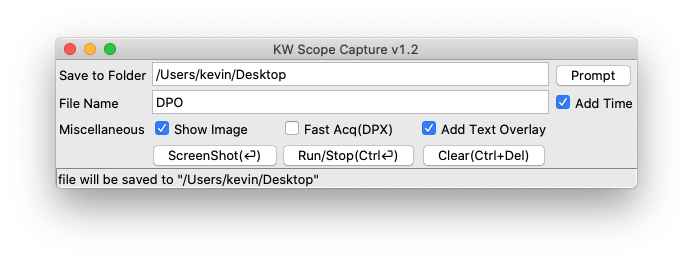 KW Scope Capture v1.2
Save to Folder /Users/kevin/Desktop Prompt
File Name DPO Add Time
Miscellaneous Show Image Fast Acq(DPX) Add Text Overlay
ScreenShot(⏎) Run/Stop(Ctrl⏎) Clear(Ctrl+Del)
file will be saved to "/Users/kevin/Desktop"